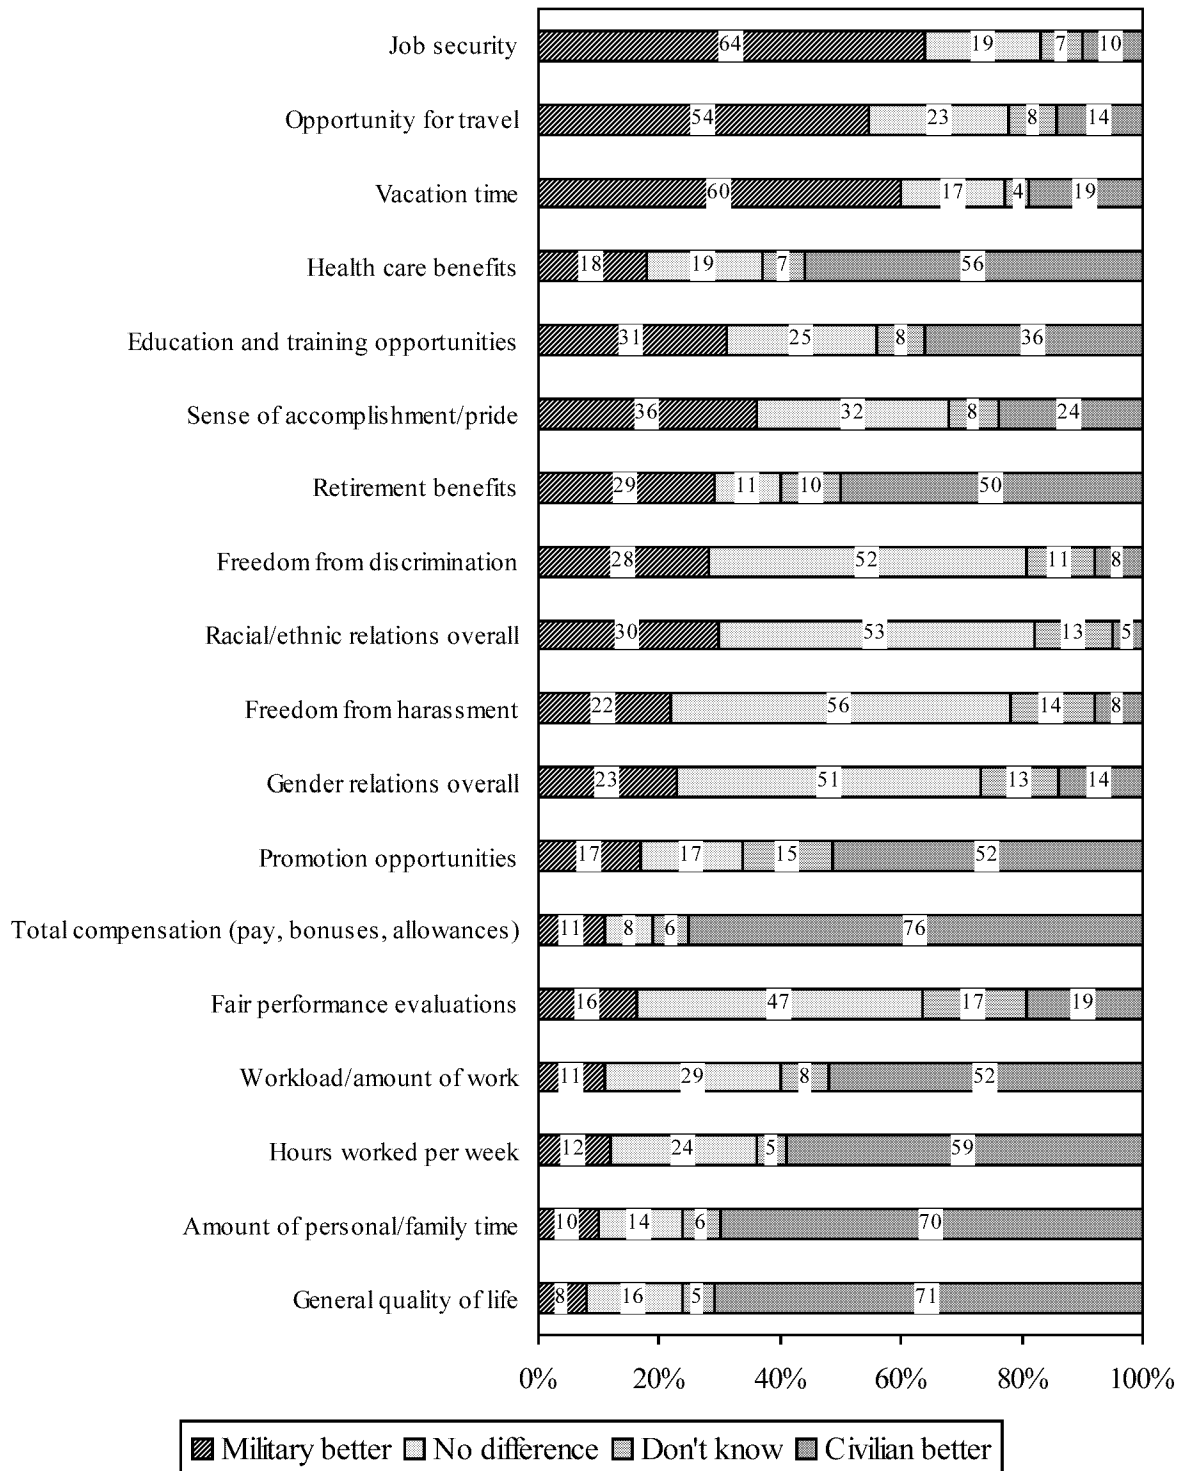 Job security 64 19 7 10
Opportunity for travel 54 23 8 14
Vacation time 60 17 4 19
Health care benefits 18 19 7 56
Education and training opportunities 31 25 8 36
Sense of accomplishment/pride 36 32 8 24
Retirement benefits 29 11 10 50
Freedom from discrimination 28 52 11 8
Racial/ethnic relations overall 30 53 13 5
Freedom from harassment 22 56 14 8
Gender relations overall 23 51 13 14
Promotion opportunities 17 17 15 52
Total compensation (pay, bonuses, allowances) 11 8 6 76
Fair performance evaluations 16 47 17 19
Workload/amount of work 11 29 8 52
Hours worked per week 12 24 5 59
Amount of personal/family time 10 14 6 70
General quality of life 8 16 5 71
0% 20% 40% 60% 80% 100%
Military better No difference Don't know Civilian better